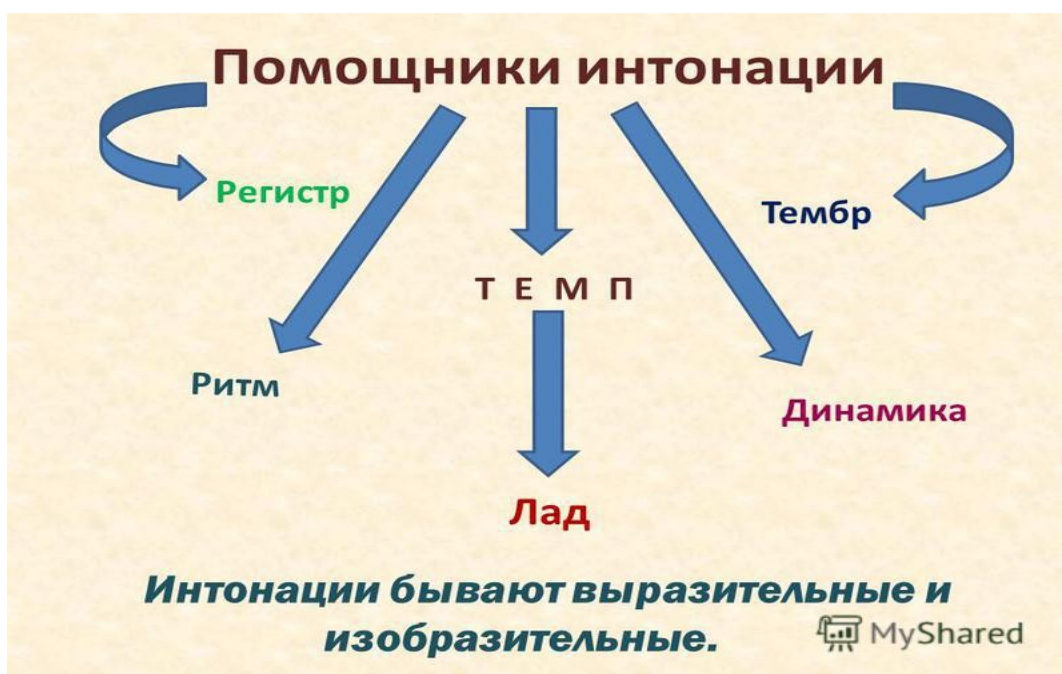 Помощники интонации
Регистр
Тембр
Т Е М П
Ритм
Динамика
Лад
Интонации бывают выразительные и
изобразительные.
MyShared